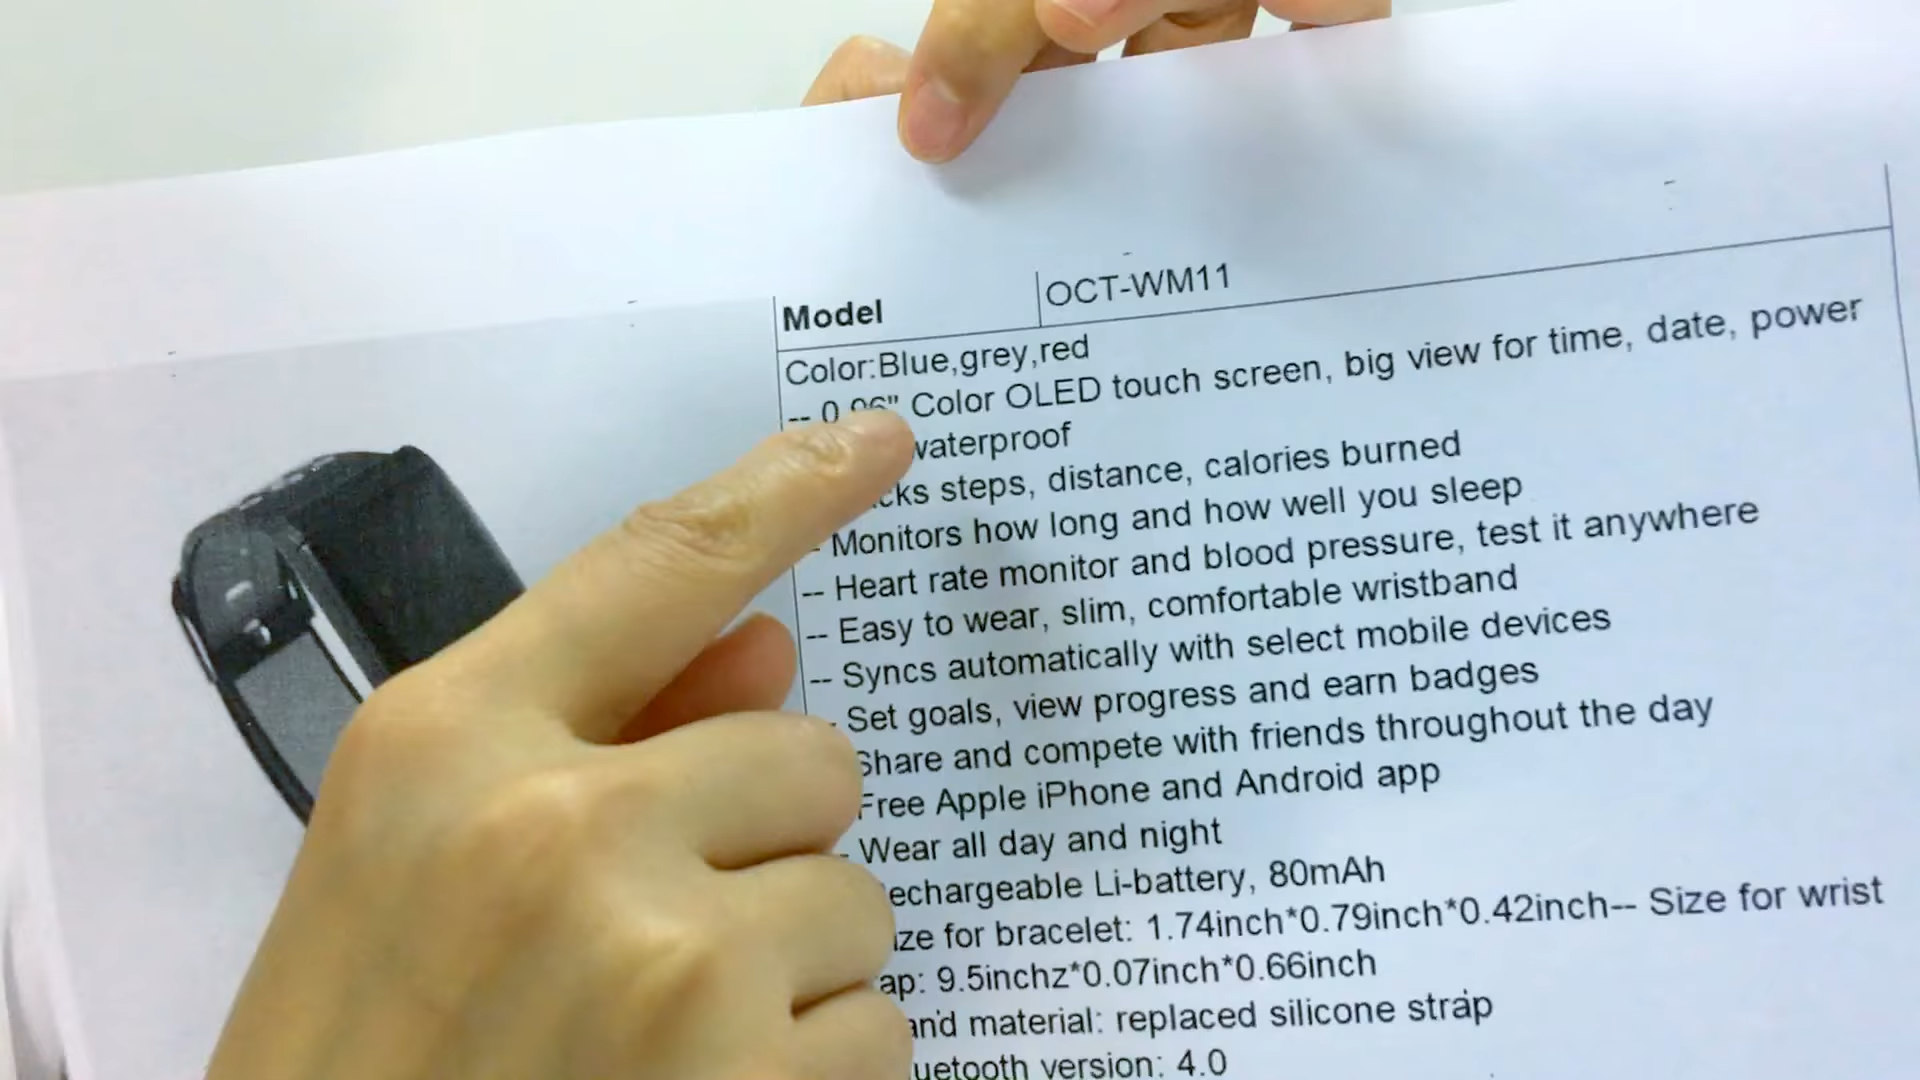 Model OCT-WM11
Color:Blue,grey,red
-- 0.96" Color OLED touch screen, big view for time, date, power
waterproof
steps, distance, calories burned
- Monitors how long and how well you sleep
-- Heart rate monitor and blood pressure, test it anywhere
-- Easy to wear, slim, comfortable wristband
-- Syncs automatically with select mobile devices
- Set goals, view progress and earn badges
Share and compete with friends throughout the day
Free Apple iPhone and Android app
- Wear all day and night
echargeable Li-battery, 80mAh
ize for bracelet: 1.74inch*0.79inch*0.42inch-- Size for wrist
ap: 9.5inchz*0.07inch*0.66inch
and material: replaced silicone strap
uetooth version: 4.0